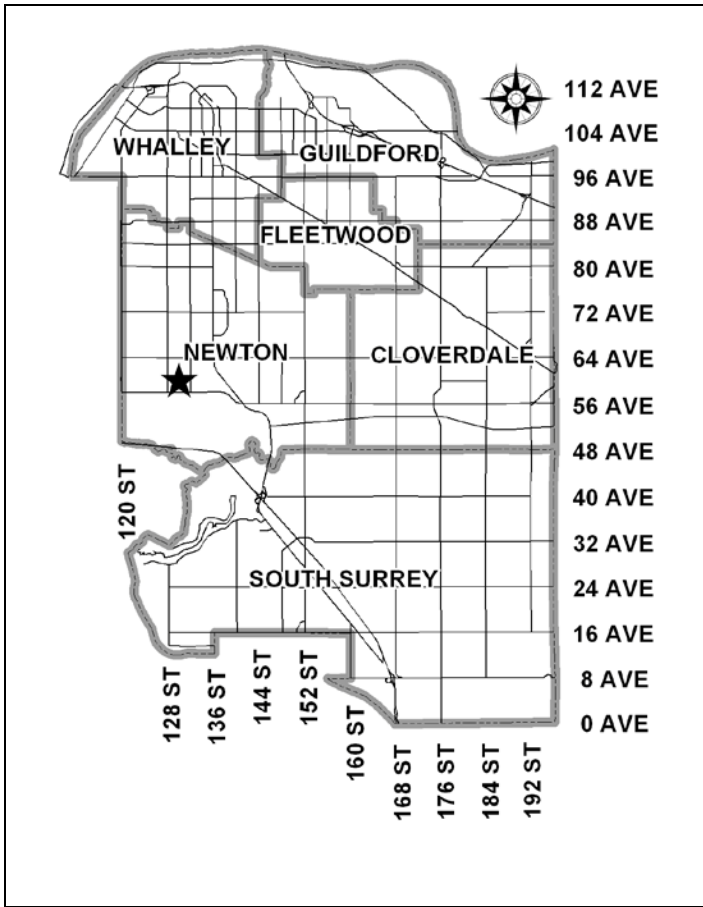 112 AVE
104 AVE
WHALLEY
GUILDFORD
96 AVE
88 AVE
FLEETWOOD
80 AVE
72 AVE
NEWTON
CLOVERDALE
64 AVE
56 AVE
48 AVE
120 ST
40 AVE
32 AVE
SOUTH SURREY
24 AVE
16 AVE
8 AVE
0 AVE
128 ST
136 ST
144 ST
152 ST
160 ST
168 ST
176 ST
184 ST
192 ST